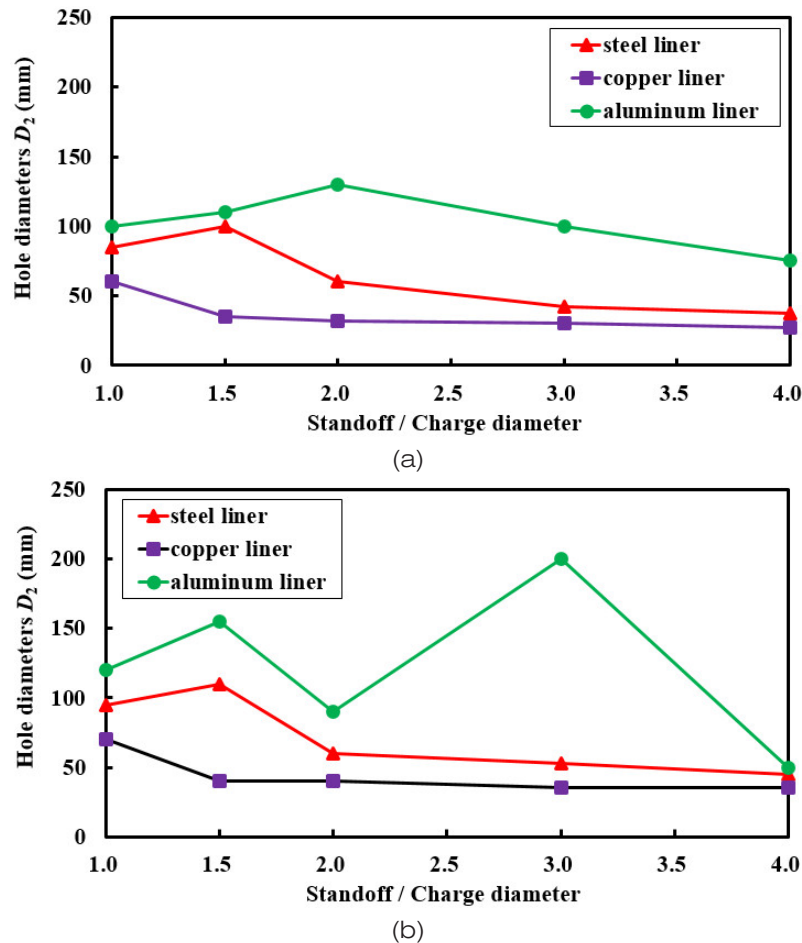 250
200
150
100
50
0
Hole diameters D₂ (mm)
steel liner
copper liner
aluminum liner
1.0 1.5 2.0 2.5 3.0 3.5 4.0
Standoff / Charge diameter
(a)
250
200
150
100
50
0
Hole diameters D₂ (mm)
steel liner
copper liner
aluminum liner
1.0 1.5 2.0 2.5 3.0 3.5 4.0
Standoff / Charge diameter
(b)